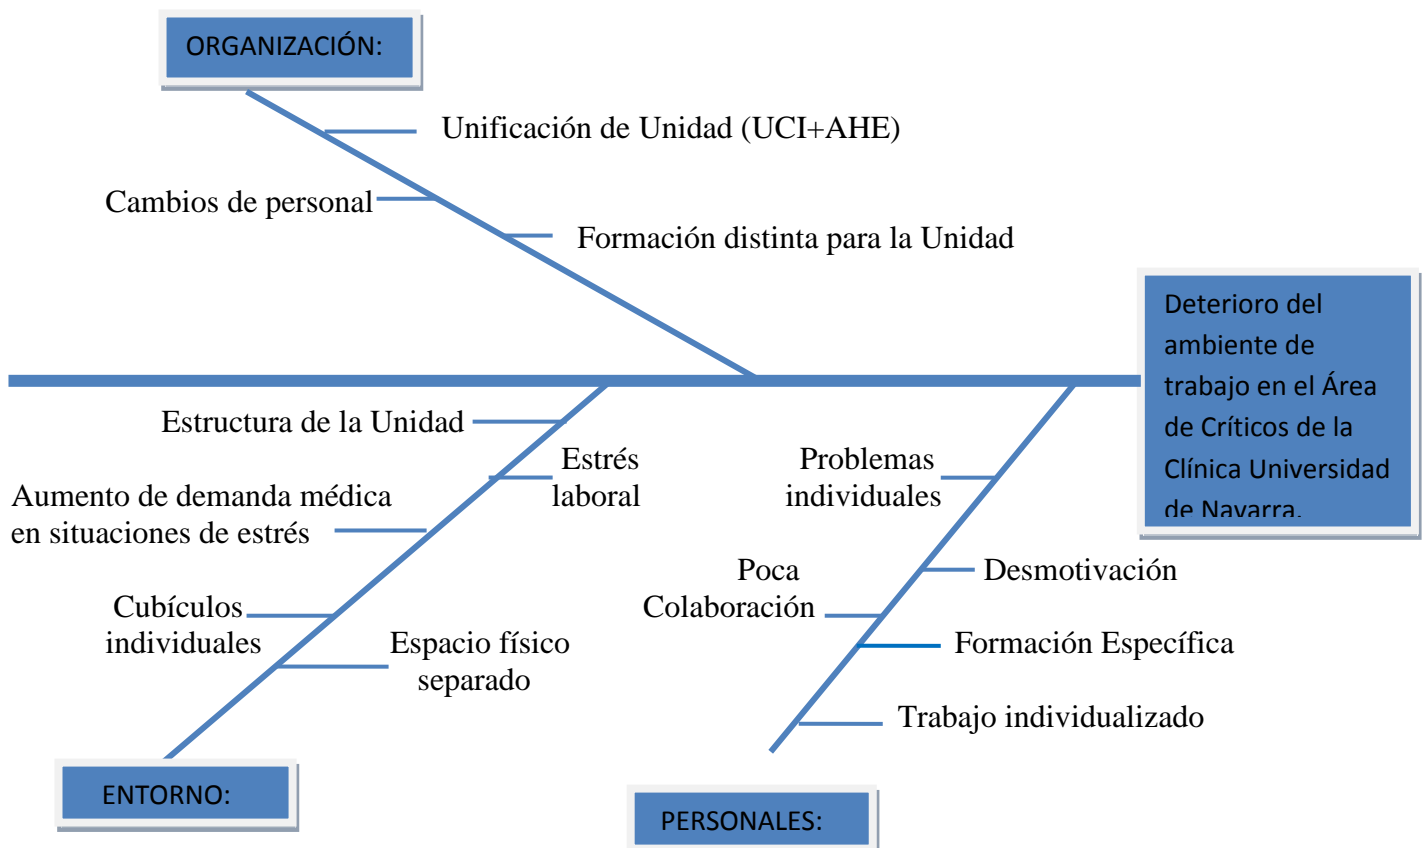 ORGANIZACIÓN:
Unificación de Unidad (UCI+AHE)
Cambios de personal
Formación distinta para la Unidad
Deterioro del
ambiente de
trabajo en el Área
de Críticos de la
Clínica Universidad
de Navarra.
Estructura de la Unidad
Estrés
laboral
Aumento de demanda médica
en situaciones de estrés
Cubículos
individuales
Espacio físico
separado
ENTORNO:
Problemas
individuales
Desmotivación
Poca
Colaboración
Formación Específica
Trabajo individualizado
PERSONALES: